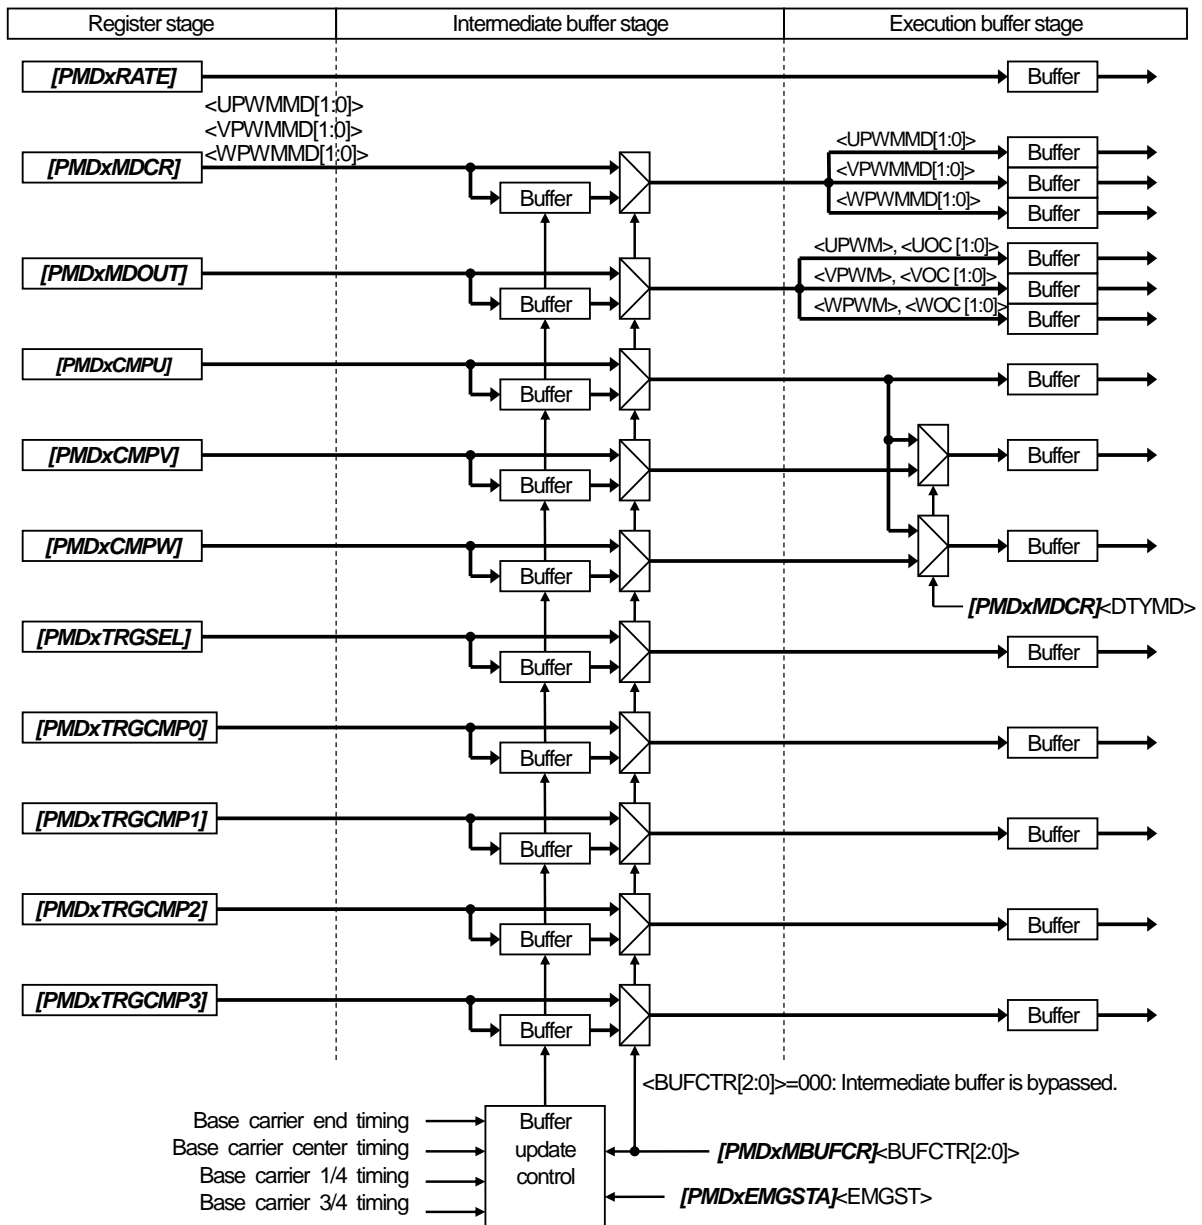 Register stage
Intermediate buffer stage
Execution buffer stage
[PMDxRATE]
Buffer
<UPWMMD[1:0]>
<VPWMMD[1:0]>
<WPWMMD[1:0]>
[PMDxMDCR]
Buffer
<UPWMMD[1:0]>
Buffer
<VPWMMD[1:0]>
Buffer
<WPWMMD[1:0]>
Buffer
[PMDxMDOUT]
Buffer
<UPWM>, <UOC [1:0]>
Buffer
<VPWM>, <VOC [1:0]>
Buffer
<WPWM>, <WOC [1:0]>
Buffer
[PMDxCMPU]
Buffer
Buffer
[PMDxCMPV]
Buffer
Buffer
[PMDxCMPW]
Buffer
Buffer
[PMDxMDCR]<DTYMD>
[PMDxTRGSEL]
Buffer
Buffer
[PMDxTRGCMP0]
Buffer
Buffer
[PMDxTRGCMP1]
Buffer
Buffer
[PMDxTRGCMP2]
Buffer
Buffer
[PMDxTRGCMP3]
Buffer
Buffer
<BUFCTR[2:0]>=000: Intermediate buffer is bypassed.
Base carrier end timing
Base carrier center timing
Base carrier 1/4 timing
Base carrier 3/4 timing
Buffer
update
control
[PMDxMBUFCR]<BUFCTR[2:0]>
[PMDxEMGSTA]<EMGST>